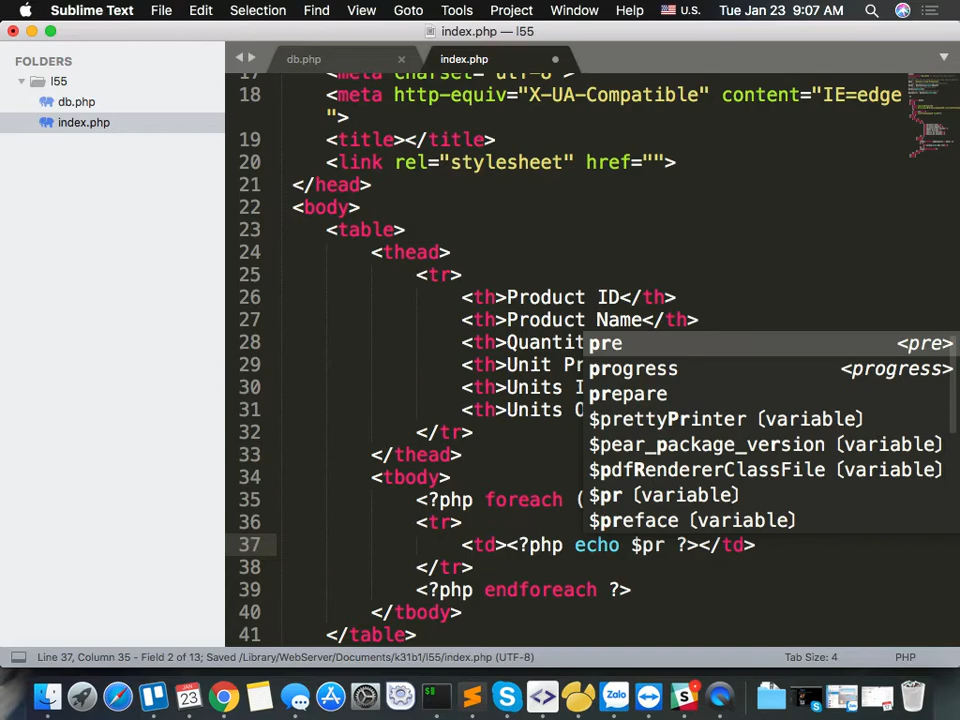 Sublime Text File Edit Selection Find View Goto Tools Project Window Help U.S. Tue Jan 23 9:07 AM
index.php — l55
FOLDERS
l55
db.php
index.php
db.php × index.php
17 <meta charset="utf-8">
18 <meta http-equiv="X-UA-Compatible" content="IE=edge
">
19 <title></title>
20 <link rel="stylesheet" href="">
21 </head>
22 <body>
23 <table>
24 <thead>
25 <tr>
26 <th>Product ID</th>
27 <th>Product Name</th>
28 <th>Quantit
29 <th>Unit Pr
30 <th>Units I
31 <th>Units O
32 </tr>
33 </thead>
34 <tbody>
35 <?php foreach (
36 <tr>
37 <td><?php echo $pr ?></td>
38 </tr>
39 <?php endforeach ?>
40 </tbody>
41 </table>
pre <pre>
progress <progress>
prepare
$prettyPrinter (variable)
$pear_package_version (variable)
$pdfRendererClassFile (variable)
$pr (variable)
$preface (variable)
Line 37, Column 35 - Field 2 of 13; Saved /Library/WebServer/Documents/k31b1/l55/index.php (UTF-8) Tab Size: 4 PHP